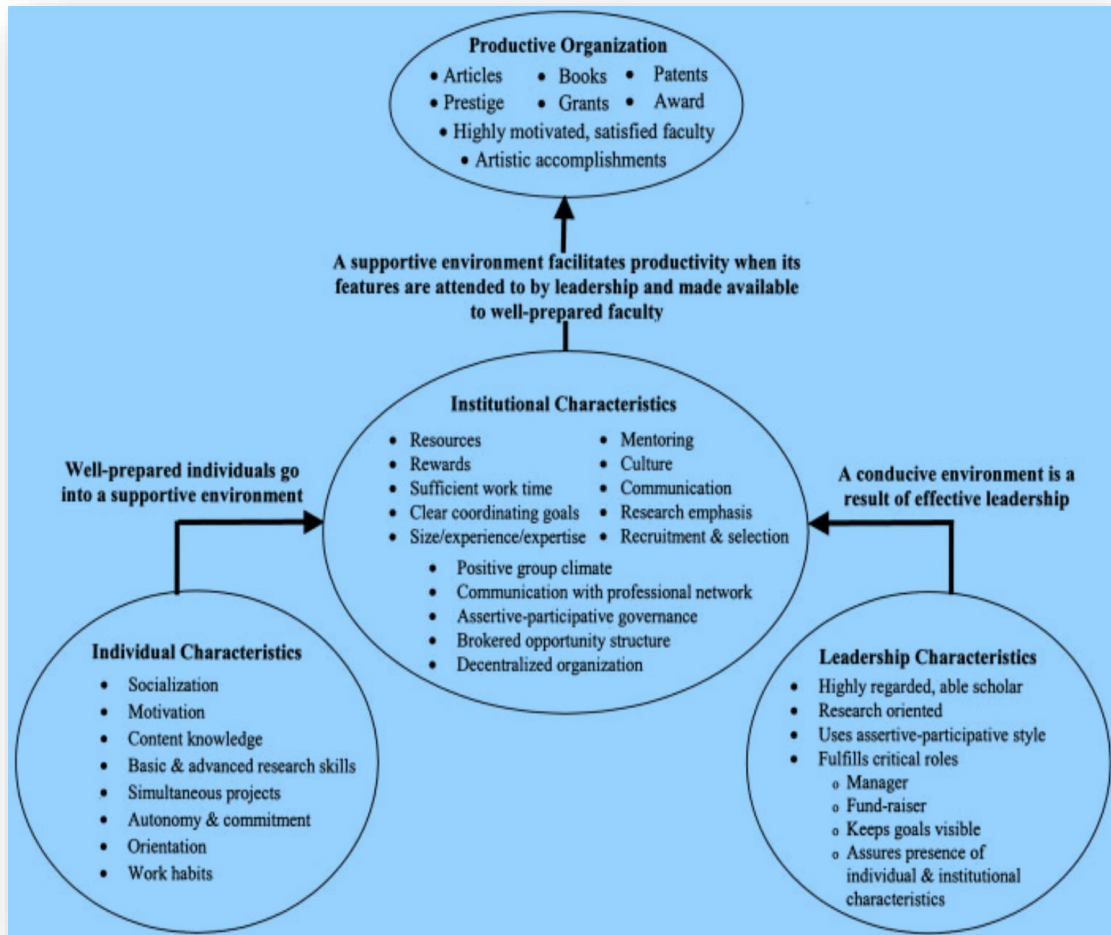 Productive Organization
• Articles • Books • Patents
• Prestige • Grants • Award
• Highly motivated, satisfied faculty
• Artistic accomplishments
A supportive environment facilitates productivity when its
features are attended to by leadership and made available
to well-prepared faculty
Institutional Characteristics
• Resources
• Rewards
• Sufficient work time
• Clear coordinating goals
• Size/experience/expertise
• Mentoring
• Culture
• Communication
• Research emphasis
• Recruitment & selection
• Positive group climate
• Communication with professional network
• Assertive-participative governance
• Brokered opportunity structure
• Decentralized organization
Well-prepared individuals go
into a supportive environment
A conducive environment is a
result of effective leadership
Individual Characteristics
• Socialization
• Motivation
• Content knowledge
• Basic & advanced research skills
• Simultaneous projects
• Autonomy & commitment
• Orientation
• Work habits
Leadership Characteristics
• Highly regarded, able scholar
• Research oriented
• Uses assertive-participative style
• Fulfills critical roles
o Manager
o Fund-raiser
o Keeps goals visible
o Assures presence of
individual & institutional
characteristics